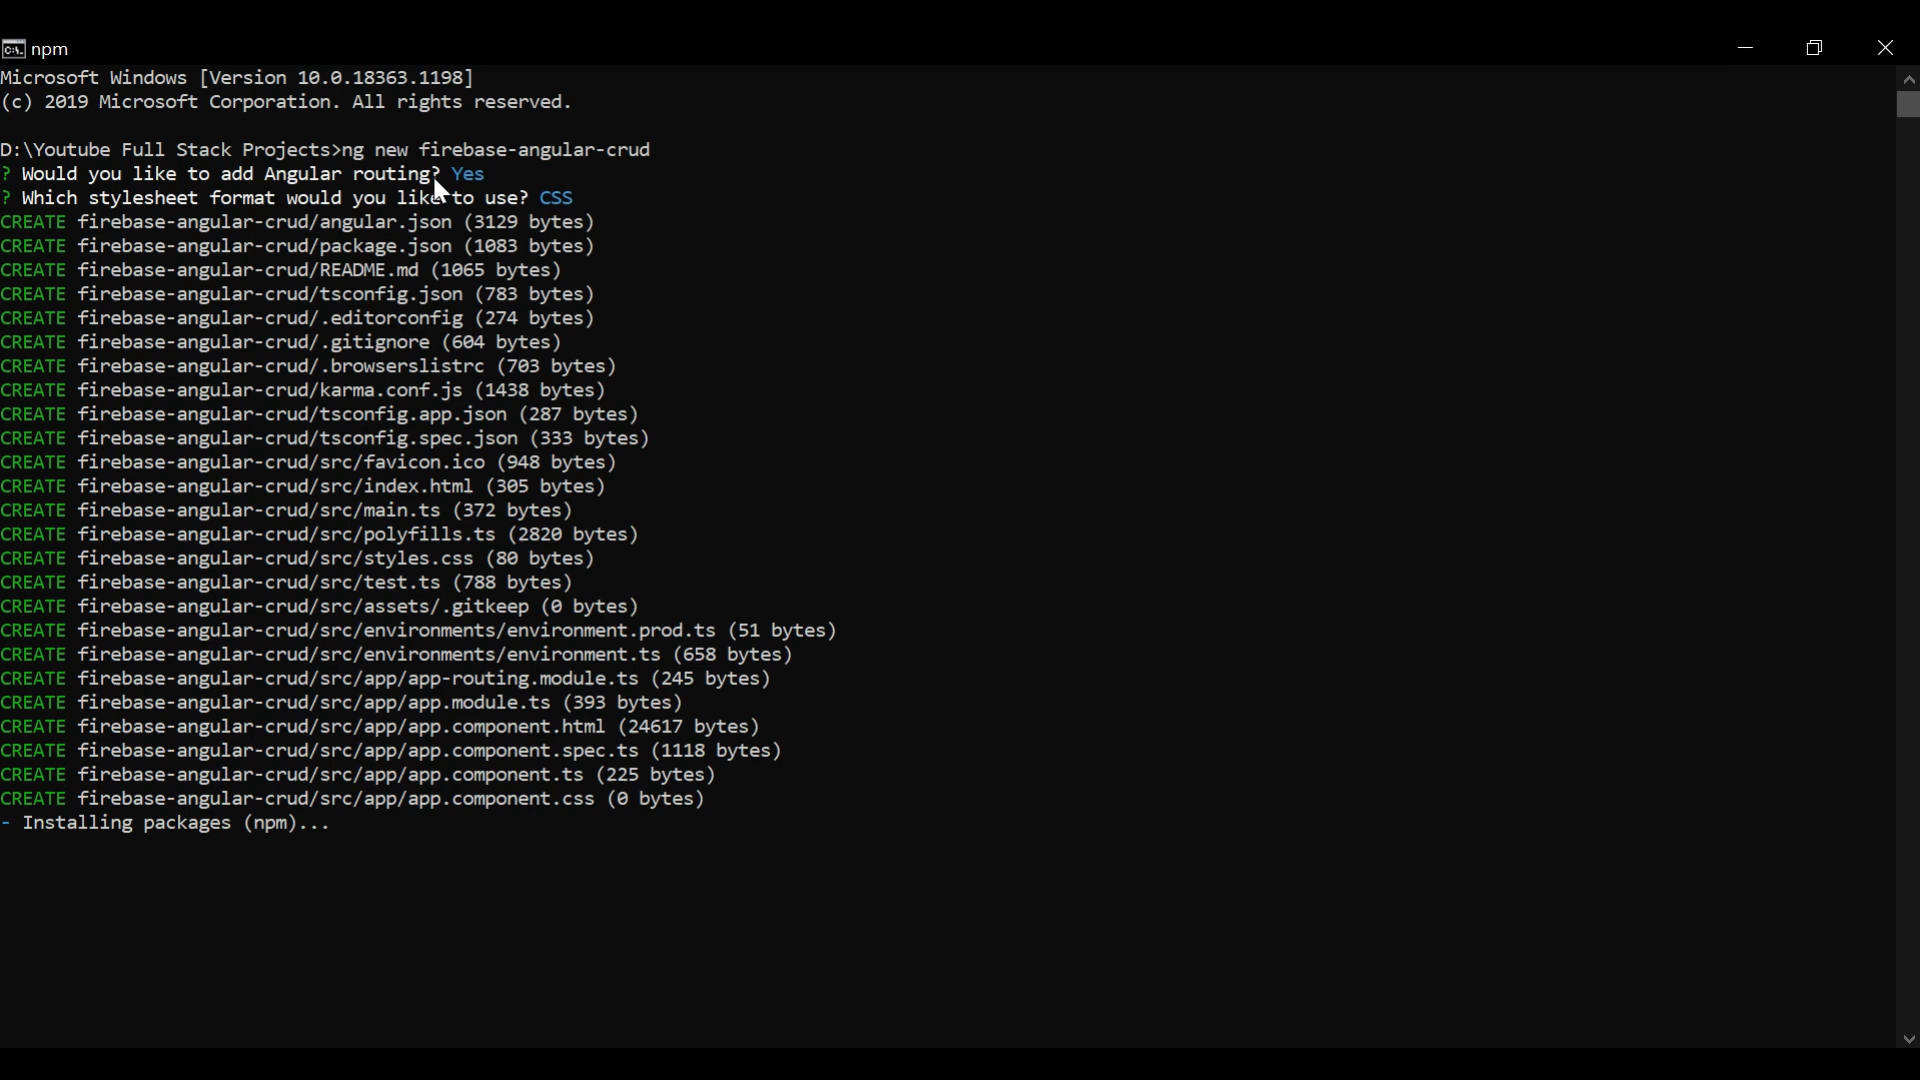 npm
Microsoft Windows [Version 10.0.18363.1198]
(c) 2019 Microsoft Corporation. All rights reserved.
D:\Youtube Full Stack Projects>ng new firebase-angular-crud
? Would you like to add Angular routing? Yes
? Which stylesheet format would you like to use? CSS
CREATE firebase-angular-crud/angular.json (3129 bytes)
CREATE firebase-angular-crud/package.json (1083 bytes)
CREATE firebase-angular-crud/README.md (1065 bytes)
CREATE firebase-angular-crud/tsconfig.json (783 bytes)
CREATE firebase-angular-crud/.editorconfig (274 bytes)
CREATE firebase-angular-crud/.gitignore (604 bytes)
CREATE firebase-angular-crud/.browserslistrc (703 bytes)
CREATE firebase-angular-crud/karma.conf.js (1438 bytes)
CREATE firebase-angular-crud/tsconfig.app.json (287 bytes)
CREATE firebase-angular-crud/tsconfig.spec.json (333 bytes)
CREATE firebase-angular-crud/src/favicon.ico (948 bytes)
CREATE firebase-angular-crud/src/index.html (305 bytes)
CREATE firebase-angular-crud/src/main.ts (372 bytes)
CREATE firebase-angular-crud/src/polyfills.ts (2820 bytes)
CREATE firebase-angular-crud/src/styles.css (80 bytes)
CREATE firebase-angular-crud/src/test.ts (788 bytes)
CREATE firebase-angular-crud/src/assets/.gitkeep (0 bytes)
CREATE firebase-angular-crud/src/environments/environment.prod.ts (51 bytes)
CREATE firebase-angular-crud/src/environments/environment.ts (658 bytes)
CREATE firebase-angular-crud/src/app/app-routing.module.ts (245 bytes)
CREATE firebase-angular-crud/src/app/app.module.ts (393 bytes)
CREATE firebase-angular-crud/src/app/app.component.html (24617 bytes)
CREATE firebase-angular-crud/src/app/app.component.spec.ts (1118 bytes)
CREATE firebase-angular-crud/src/app/app.component.ts (225 bytes)
CREATE firebase-angular-crud/src/app/app.component.css (0 bytes)
- Installing packages (npm)...